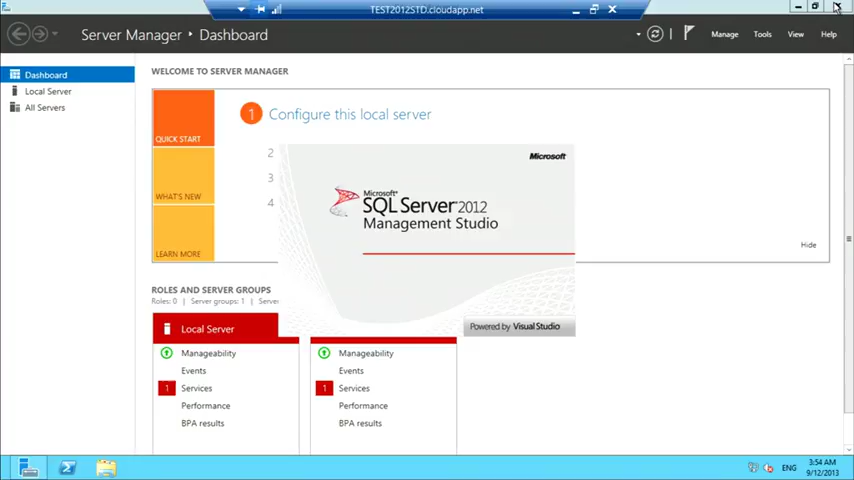 TEST2012STD.cloudapp.net
Server Manager ‣ Dashboard
Manage Tools View Help
Dashboard
Local Server
All Servers
WELCOME TO SERVER MANAGER
QUICK START
WHAT'S NEW
LEARN MORE
1 Configure this local server
2
3
4
Hide
Microsoft
Microsoft®
SQL Server® 2012
Management Studio
Powered by Visual Studio
ROLES AND SERVER GROUPS
Roles: 0 | Server groups: 1 |
Local Server
Manageability
Events
1 Services
Performance
BPA results
Manageability
Events
1 Services
Performance
BPA results
ENG
3:54 AM
9/12/2013